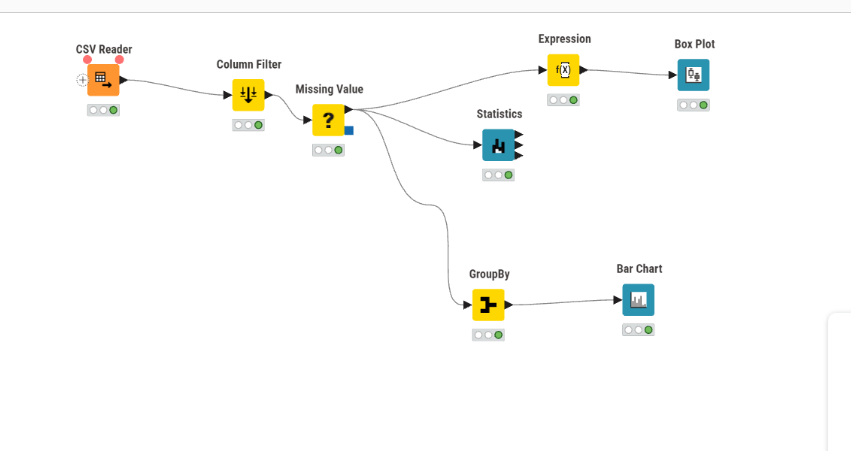 Expression
Box Plot
CSV Reader
Column Filter
Missing Value
f(X)
?
Statistics
GroupBy
Bar Chart